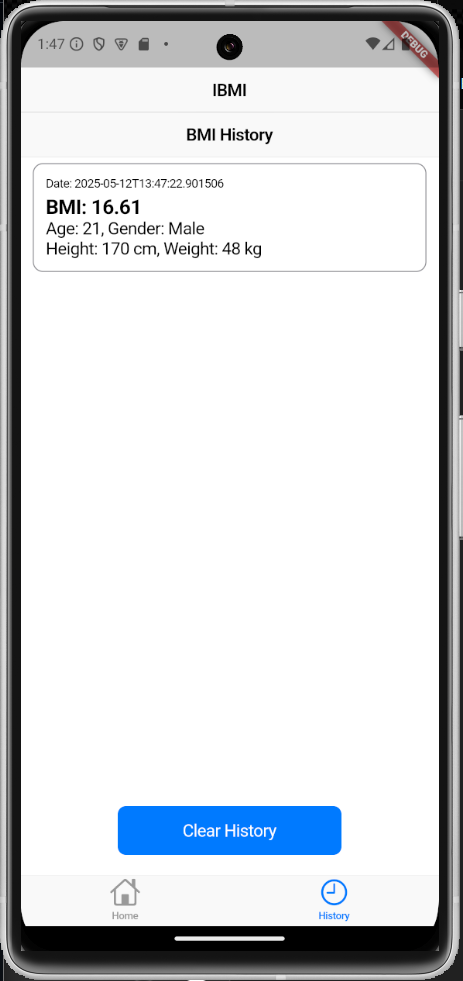 1:47
DEBUG
IBMI
BMI History
Date: 2025-05-12T13:47:22.901506
BMI: 16.61
Age: 21, Gender: Male
Height: 170 cm, Weight: 48 kg
Clear History
Home
History